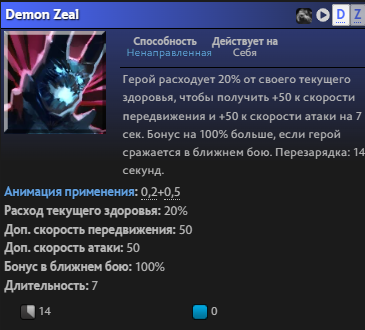 Demon Zeal
D Z
Способность Действует на
Ненаправленная Себя
Герой расходует 20% от своего текущего
здоровья, чтобы получить +50 к скорости
передвижения и +50 к скорости атаки на 7
сек. Бонус на 100% больше, если герой
сражается в ближнем бою. Перезарядка: 14
секунд.
Анимация применения: 0,2+0,5
Расход текущего здоровья: 20%
Доп. скорость передвижения: 50
Доп. скорость атаки: 50
Бонус в ближнем бою: 100%
Длительность: 7
14 0